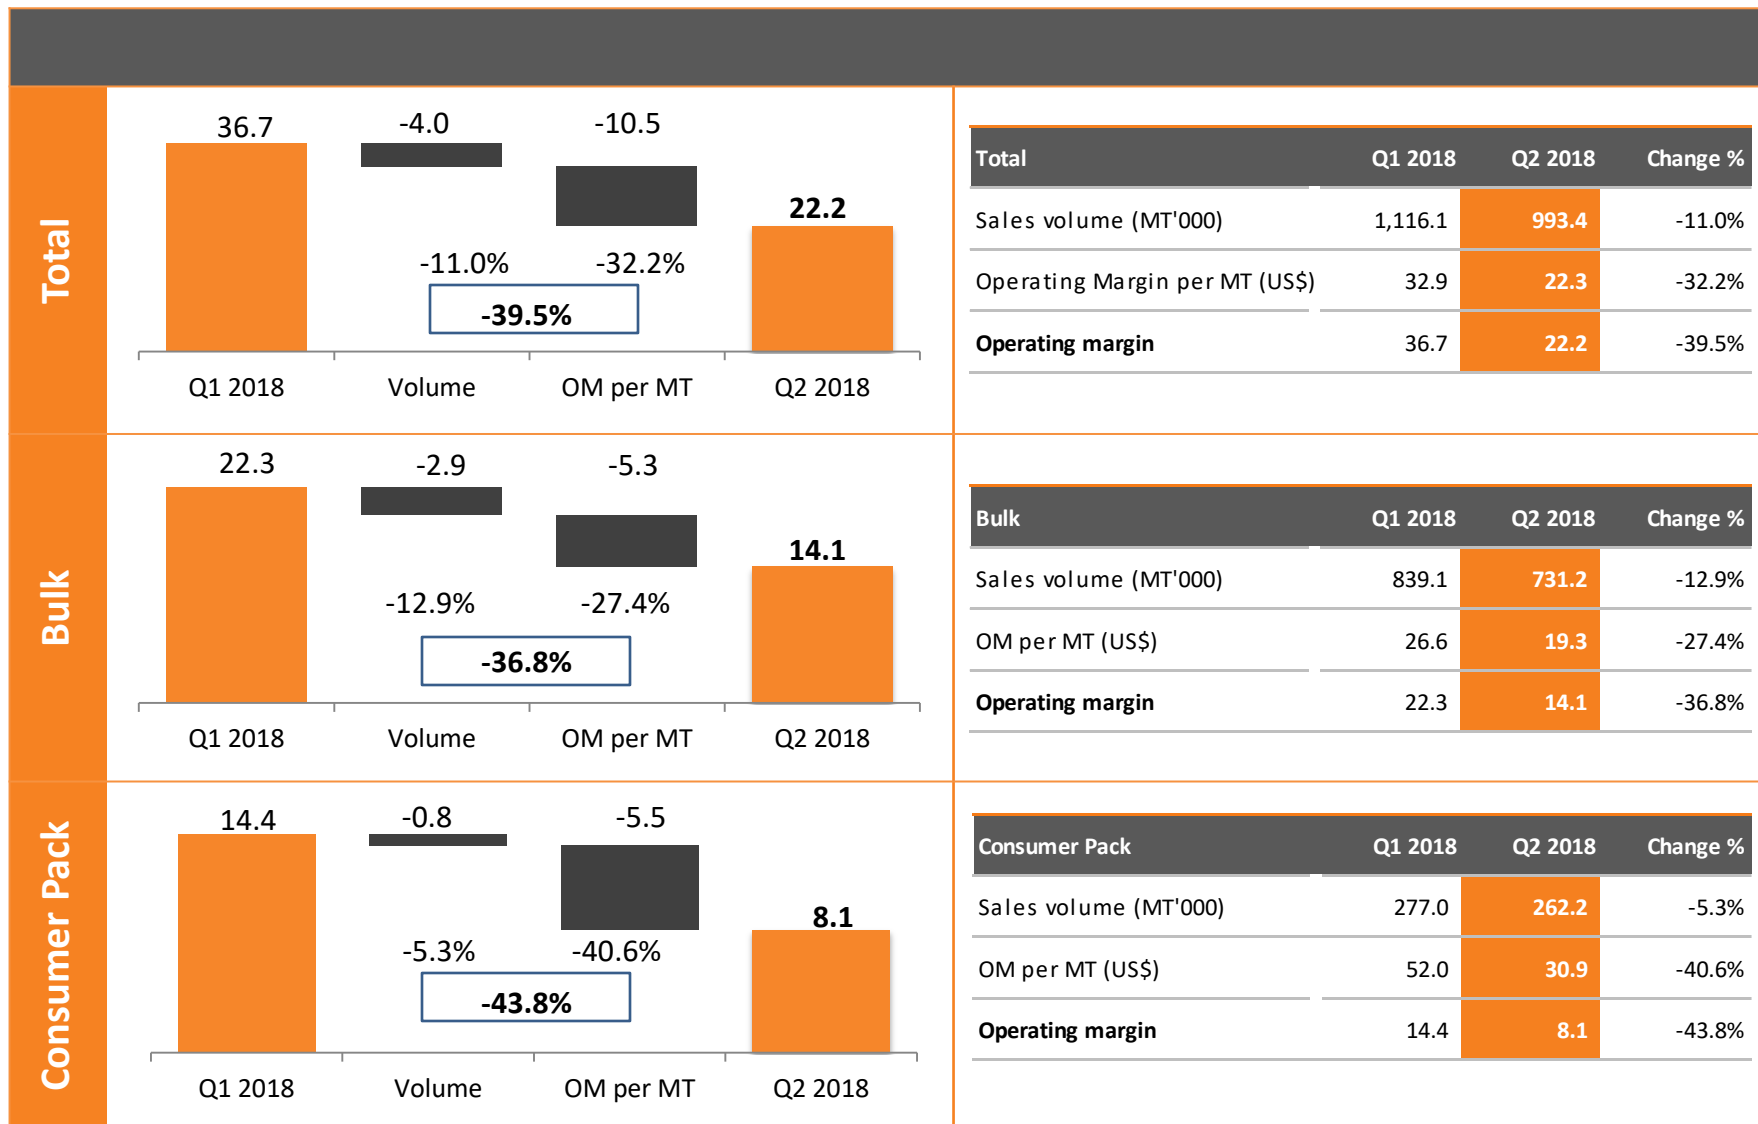 Total
36.7 -4.0 -10.5
22.2
-11.0% -32.2%
-39.5%
Q1 2018 Volume OM per MT Q2 2018
Total Q1 2018 Q2 2018 Change %
Sales volume (MT'000) 1,116.1 993.4 -11.0%
Operating Margin per MT (US$) 32.9 22.3 -32.2%
Operating margin 36.7 22.2 -39.5%
Bulk
22.3 -2.9 -5.3
14.1
-12.9% -27.4%
-36.8%
Q1 2018 Volume OM per MT Q2 2018
Bulk Q1 2018 Q2 2018 Change %
Sales volume (MT'000) 839.1 731.2 -12.9%
OM per MT (US$) 26.6 19.3 -27.4%
Operating margin 22.3 14.1 -36.8%
Consumer Pack
14.4 -0.8 -5.5
8.1
-5.3% -40.6%
-43.8%
Q1 2018 Volume OM per MT Q2 2018
Consumer Pack Q1 2018 Q2 2018 Change %
Sales volume (MT'000) 277.0 262.2 -5.3%
OM per MT (US$) 52.0 30.9 -40.6%
Operating margin 14.4 8.1 -43.8%